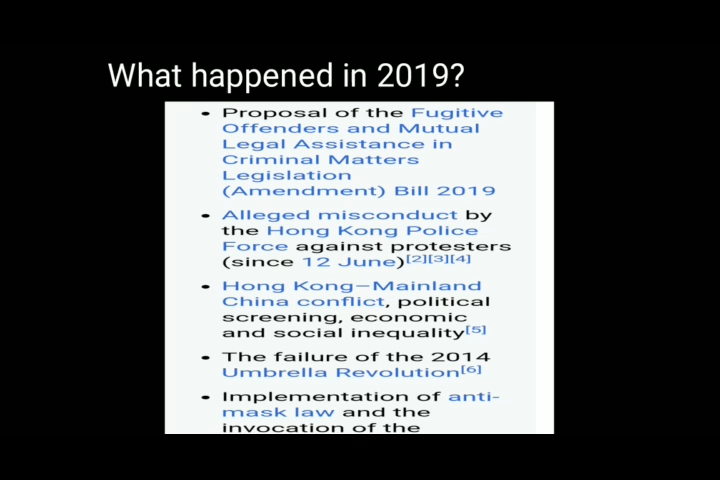 What happened in 2019?
• Proposal of the Fugitive
Offenders and Mutual
Legal Assistance in
Criminal Matters
Legislation
(Amendment) Bill 2019
• Alleged misconduct by
the Hong Kong Police
Force against protesters
(since 12 June)[2][3][4]
• Hong Kong–Mainland
China conflict, political
screening, economic
and social inequality[5]
• The failure of the 2014
Umbrella Revolution[6]
• Implementation of anti-
mask law and the
invocation of the